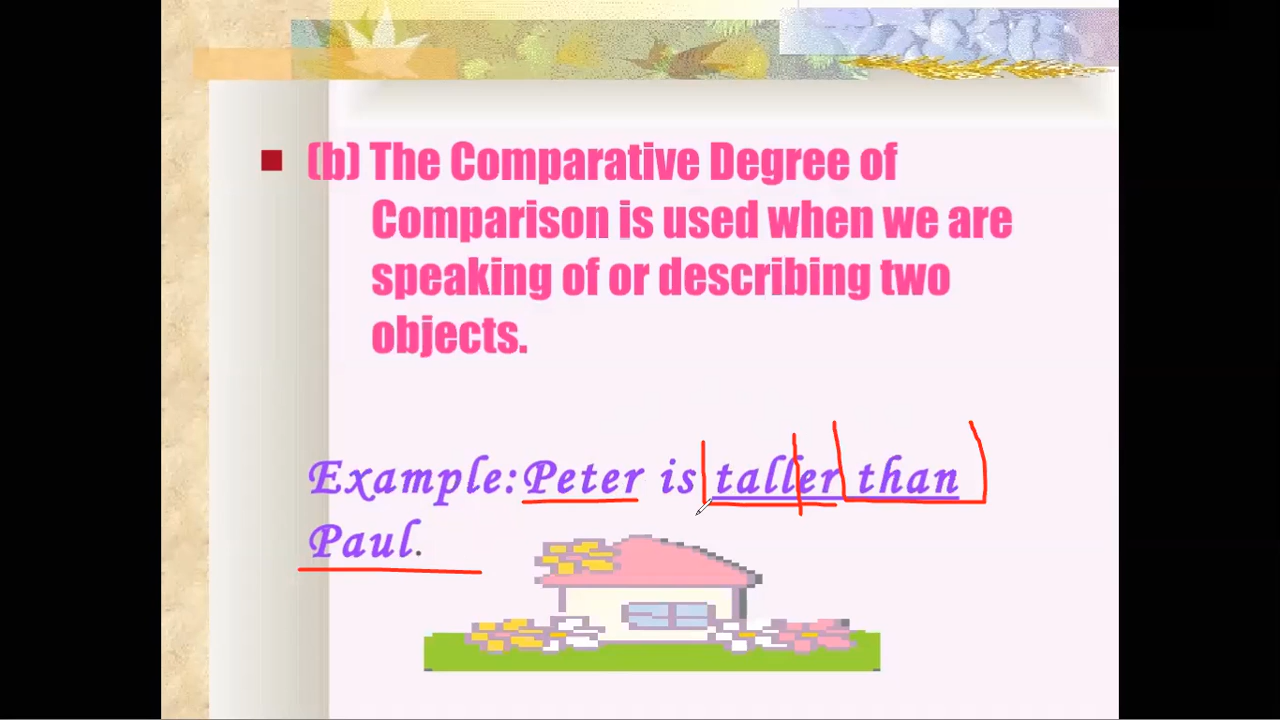 (b) The Comparative Degree of
Comparison is used when we are
speaking of or describing two
objects.
Example:Peter is taller than
Paul.